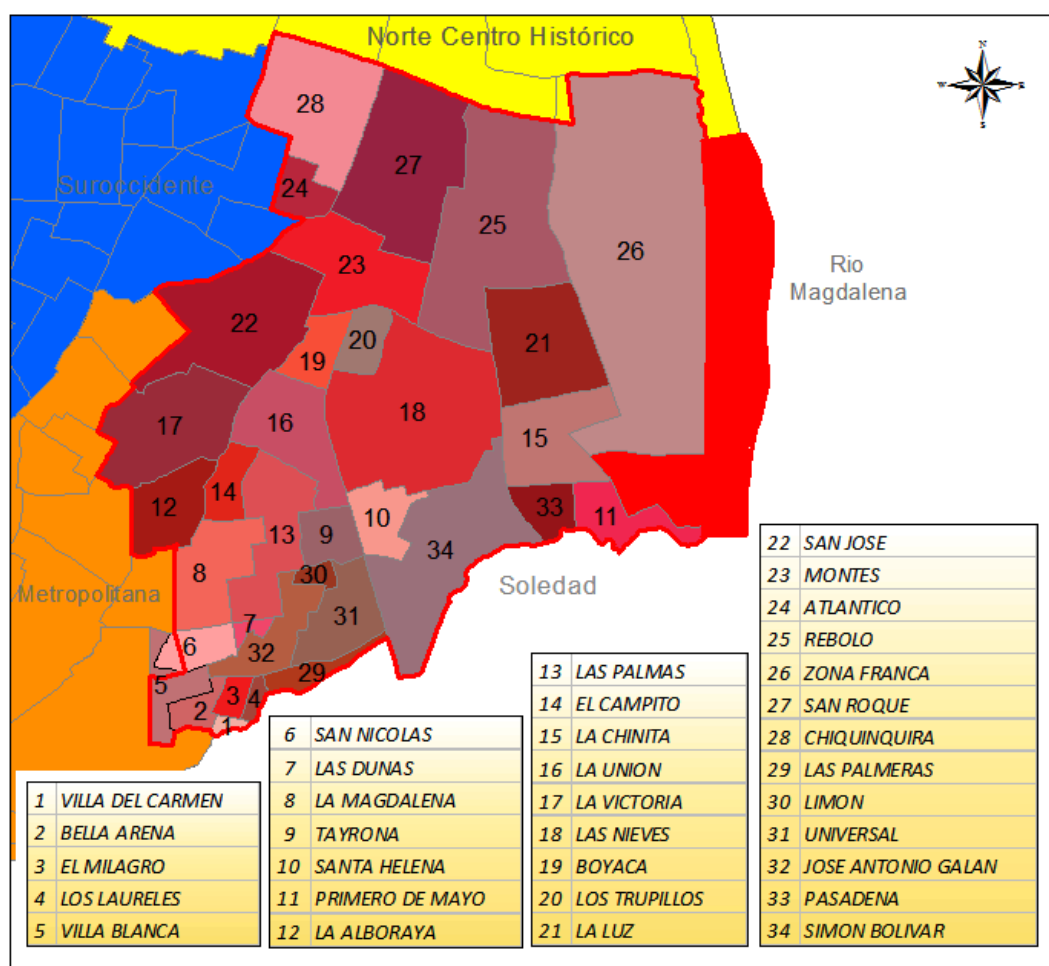 Norte Centro Histórico
N
W
E
S
28
27
24
25
26
Suroccidente
23
Rio
Magdalena
22
20
21
19
18
17
16
15
14
12
33
11
13
9
10
34
8
30
Soledad
Metropolitana
31
7
6
32
29
5
3
4
2
1
1 VILLA DEL CARMEN
2 BELLA ARENA
3 EL MILAGRO
4 LOS LAURELES
5 VILLA BLANCA
6 SAN NICOLAS
7 LAS DUNAS
8 LA MAGDALENA
9 TAYRONA
10 SANTA HELENA
11 PRIMERO DE MAYO
12 LA ALBORAYA
13 LAS PALMAS
14 EL CAMPITO
15 LA CHINITA
16 LA UNION
17 LA VICTORIA
18 LAS NIEVES
19 BOYACA
20 LOS TRUPILLOS
21 LA LUZ
22 SAN JOSE
23 MONTES
24 ATLANTICO
25 REBOLO
26 ZONA FRANCA
27 SAN ROQUE
28 CHIQUINQUIRA
29 LAS PALMERAS
30 LIMON
31 UNIVERSAL
32 JOSE ANTONIO GALAN
33 PASADENA
34 SIMON BOLIVAR